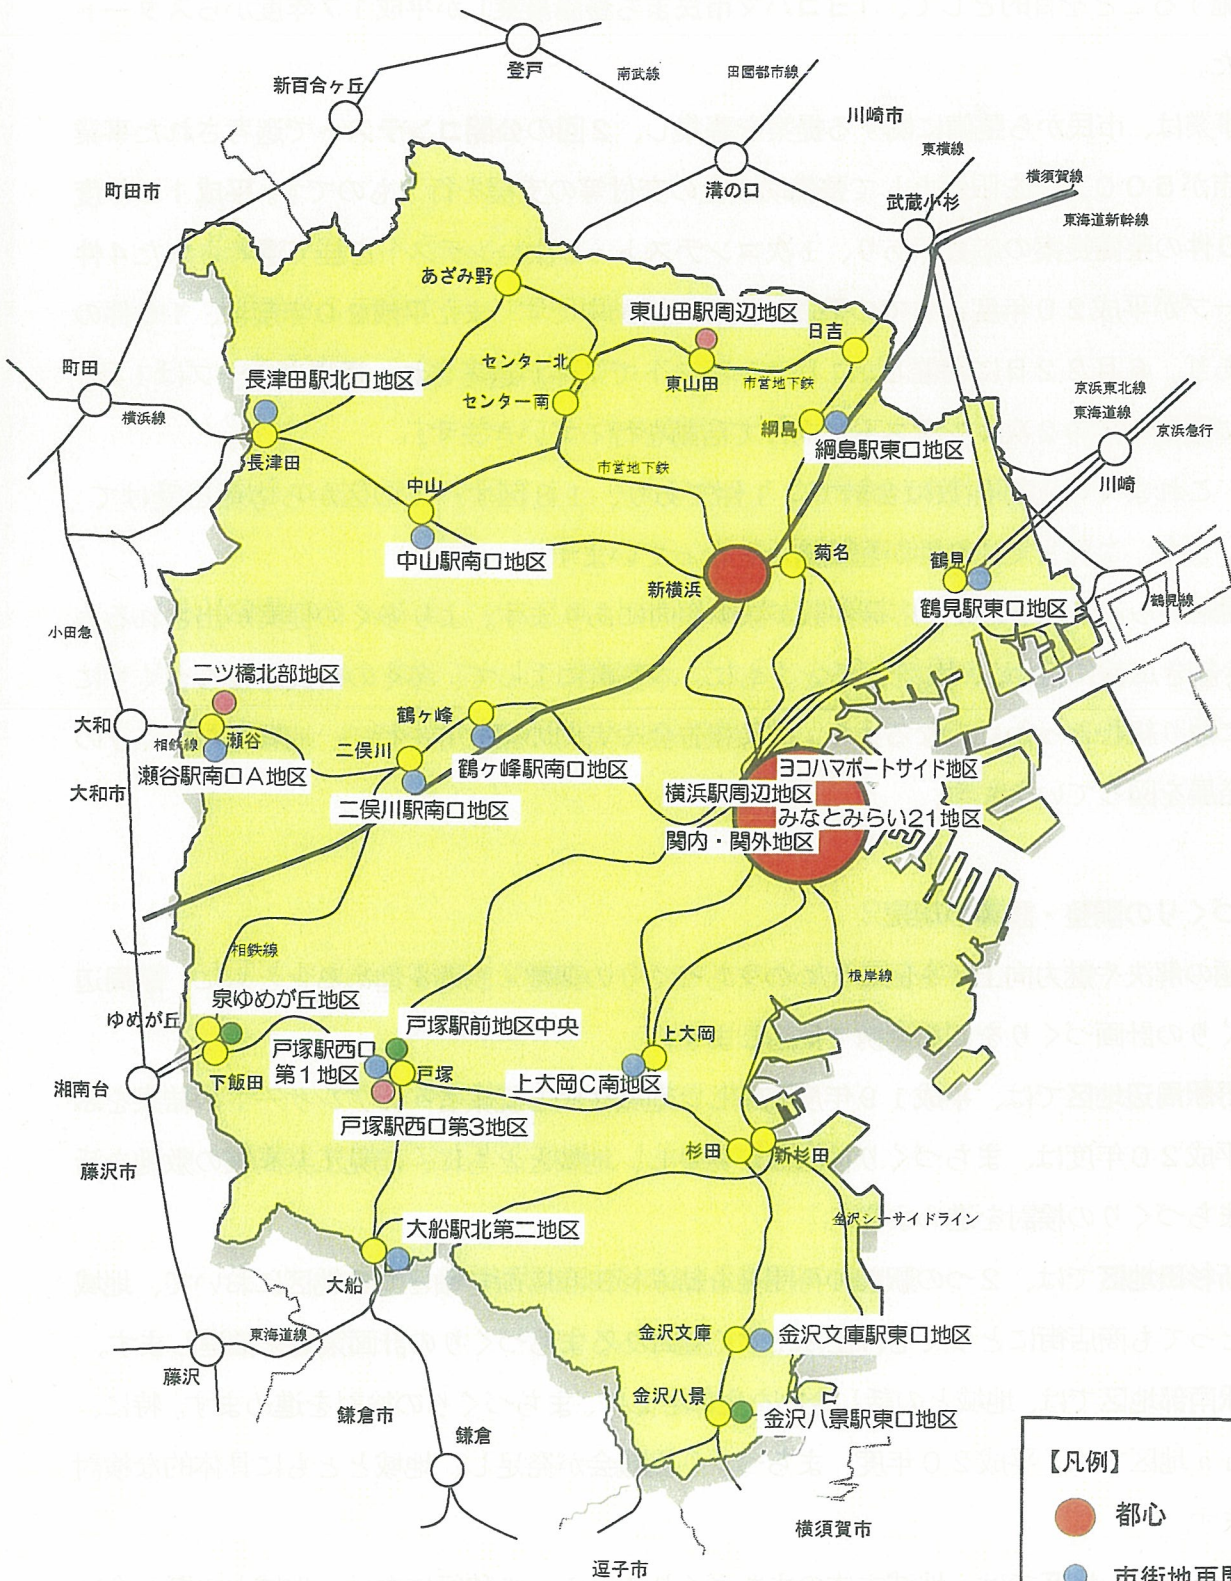 登戸
新百合ヶ丘
南武線
田園都市線
川崎市
東横線
町田市
溝の口
武蔵小杉
横須賀線
東海道新幹線
あざみ野
東山田駅周辺地区
日吉
センター北
町田
長津田駅北口地区
東山田
市営地下鉄
京浜東北線
東海道線
京浜急行
横浜線
センター南
綱島
綱島駅東口地区
長津田
市営地下鉄
川崎
中山
中山駅南口地区
新横浜
菊名
鶴見
鶴見駅東口地区
鶴見線
小田急
二ツ橋北部地区
大和
相鉄線
瀬谷
鶴ヶ峰
二俣川
瀬谷駅南口A地区
鶴ヶ峰駅南口地区
ヨコハマポートサイド地区
大和市
二俣川駅南口地区
横浜駅周辺地区
みなとみらい21地区
関内・関外地区
相鉄線
根岸線
泉ゆめが丘地区
ゆめが丘
戸塚駅前地区中央
上大岡
戸塚駅西口
第1地区
戸塚
下飯田
湘南台
上大岡C南地区
戸塚駅西口第3地区
杉田
新杉田
藤沢市
金沢シーサイドライン
大船駅北第二地区
大船
東海道線
金沢文庫
金沢文庫駅東口地区
藤沢
金沢八景
金沢八景駅東口地区
鎌倉市
鎌倉
【凡例】
都心
横須賀市
逗子市